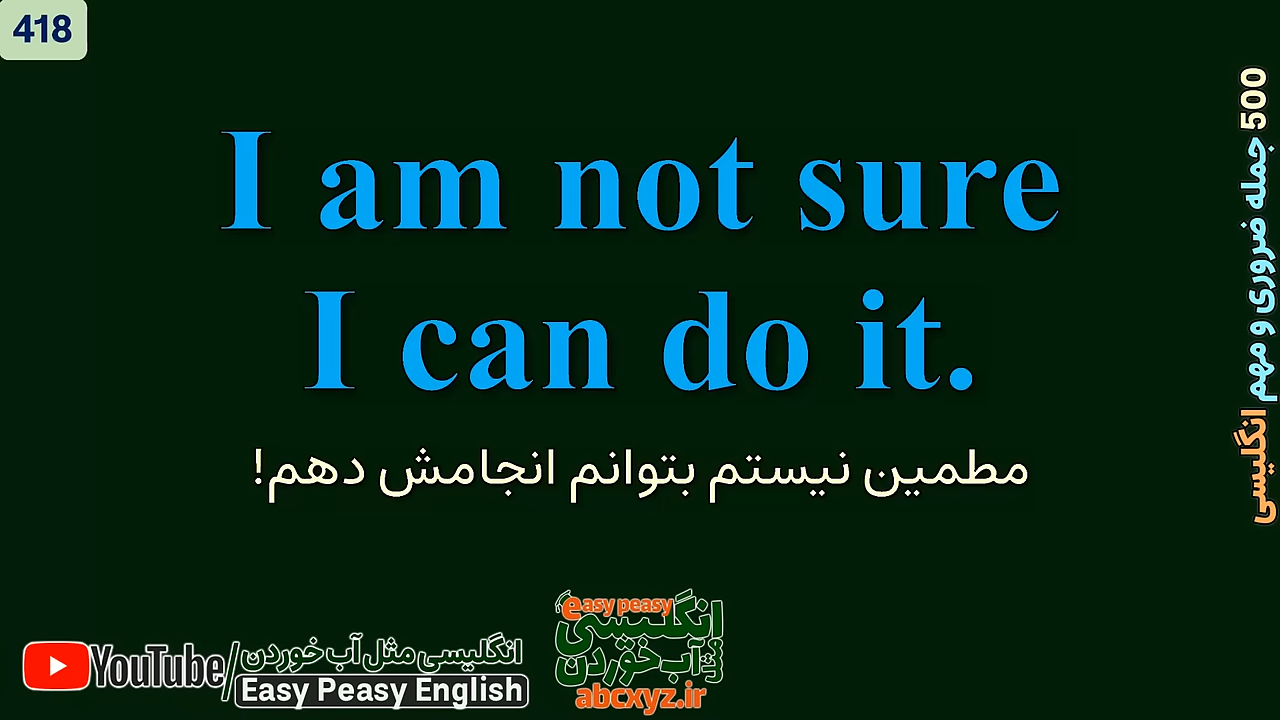 418
I am not sure
I can do it.
مطمین نیستم بتوانم انجامش دهم!
500 جمله ضروری و مهم انگلیسی
YouTube/انگلیسی مثل آب خوردن
Easy Peasy English
easy peasy
انگلیسی
مثل آب خوردن
abcxyz.ir